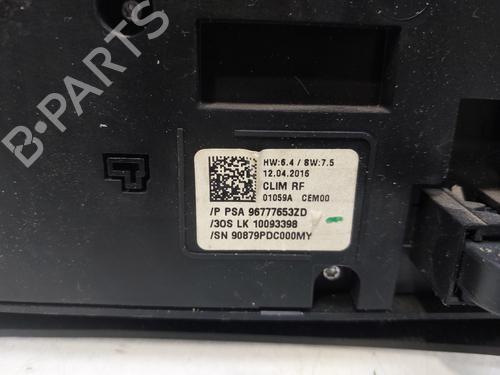 B-PARTS
HW:6.4 / SW:7.5
12.04.2016
CLIM RF
01059A CEM00
/P PSA 96777653ZD
/3OS LK 10093398
/SN 90879PDC000MY